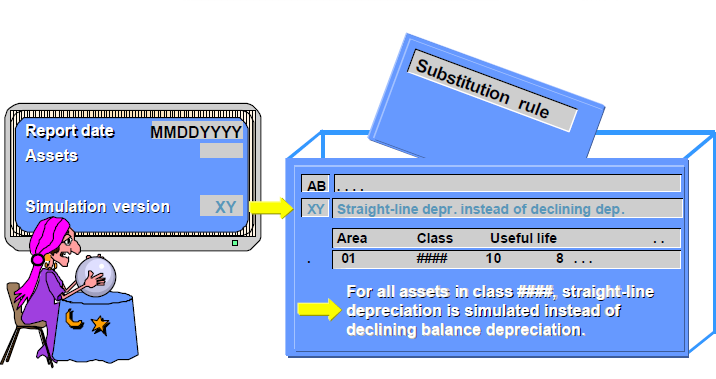 Substitution rule
Report date MMDDYYYY
Assets
Simulation version XY
AB . . . .
XY Straight-line depr. instead of declining dep.
Area Class Useful life . .
. 01 #### 10 8 . . .
For all assets in class ####, straight-line
depreciation is simulated instead of
declining balance depreciation.